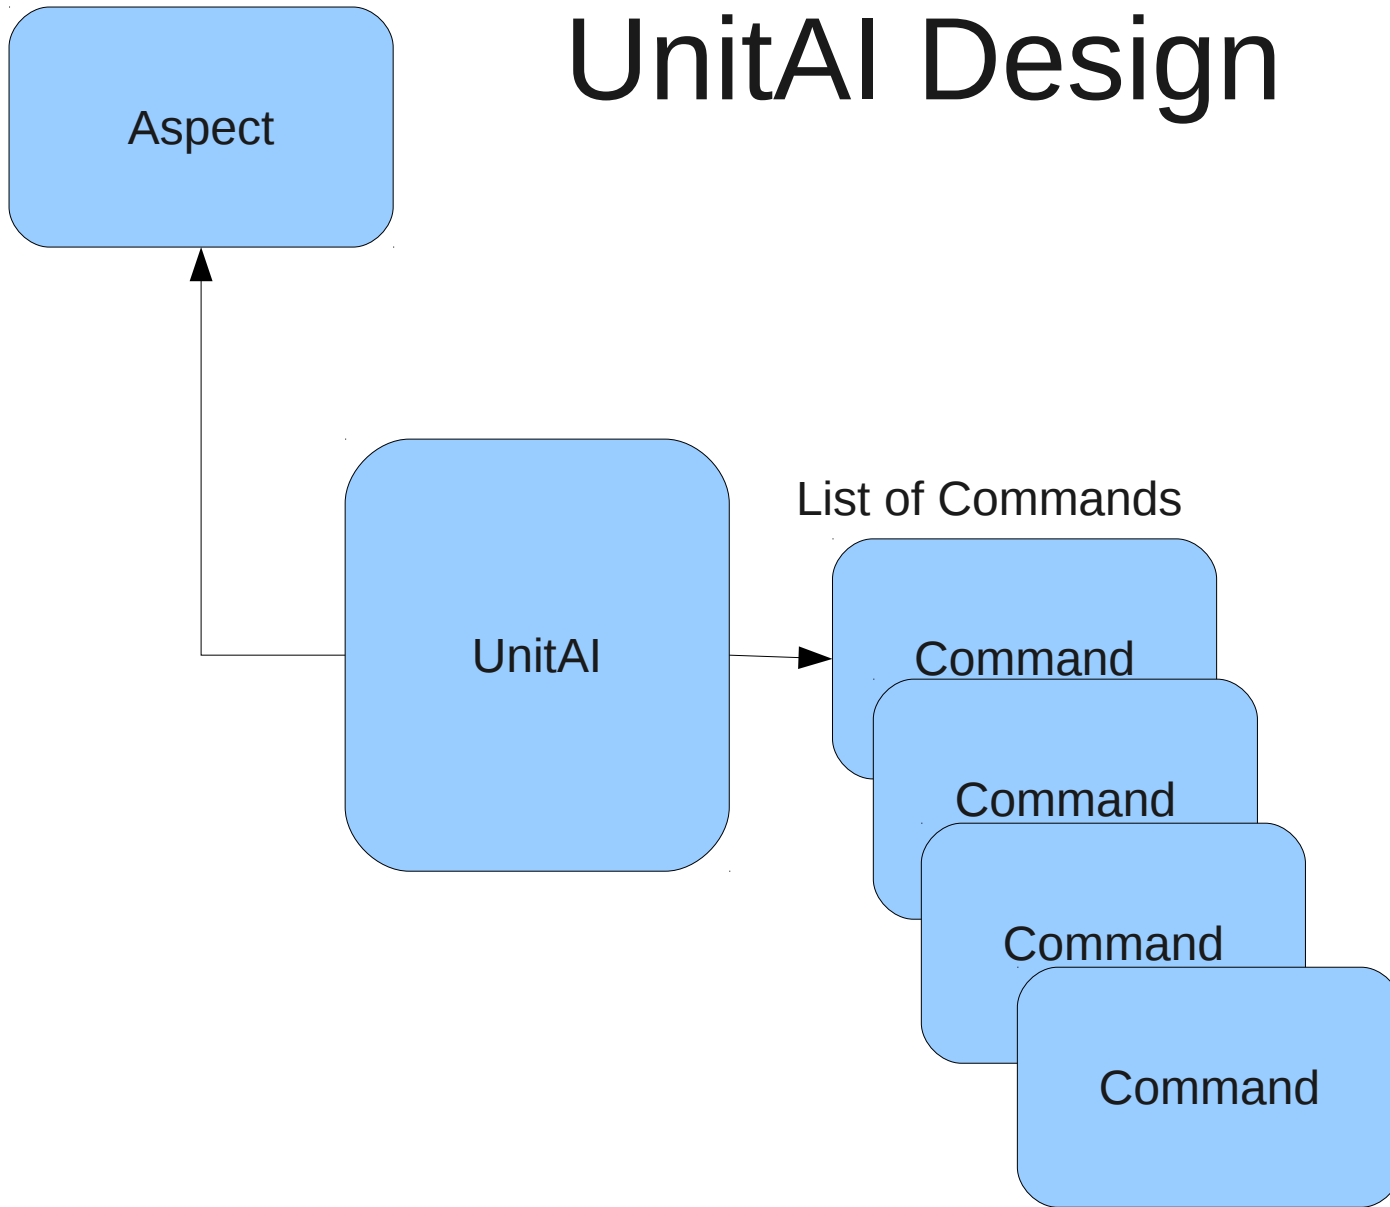 UnitAI Design
Aspect
List of Commands
UnitAI
Command
Command
Command
Command